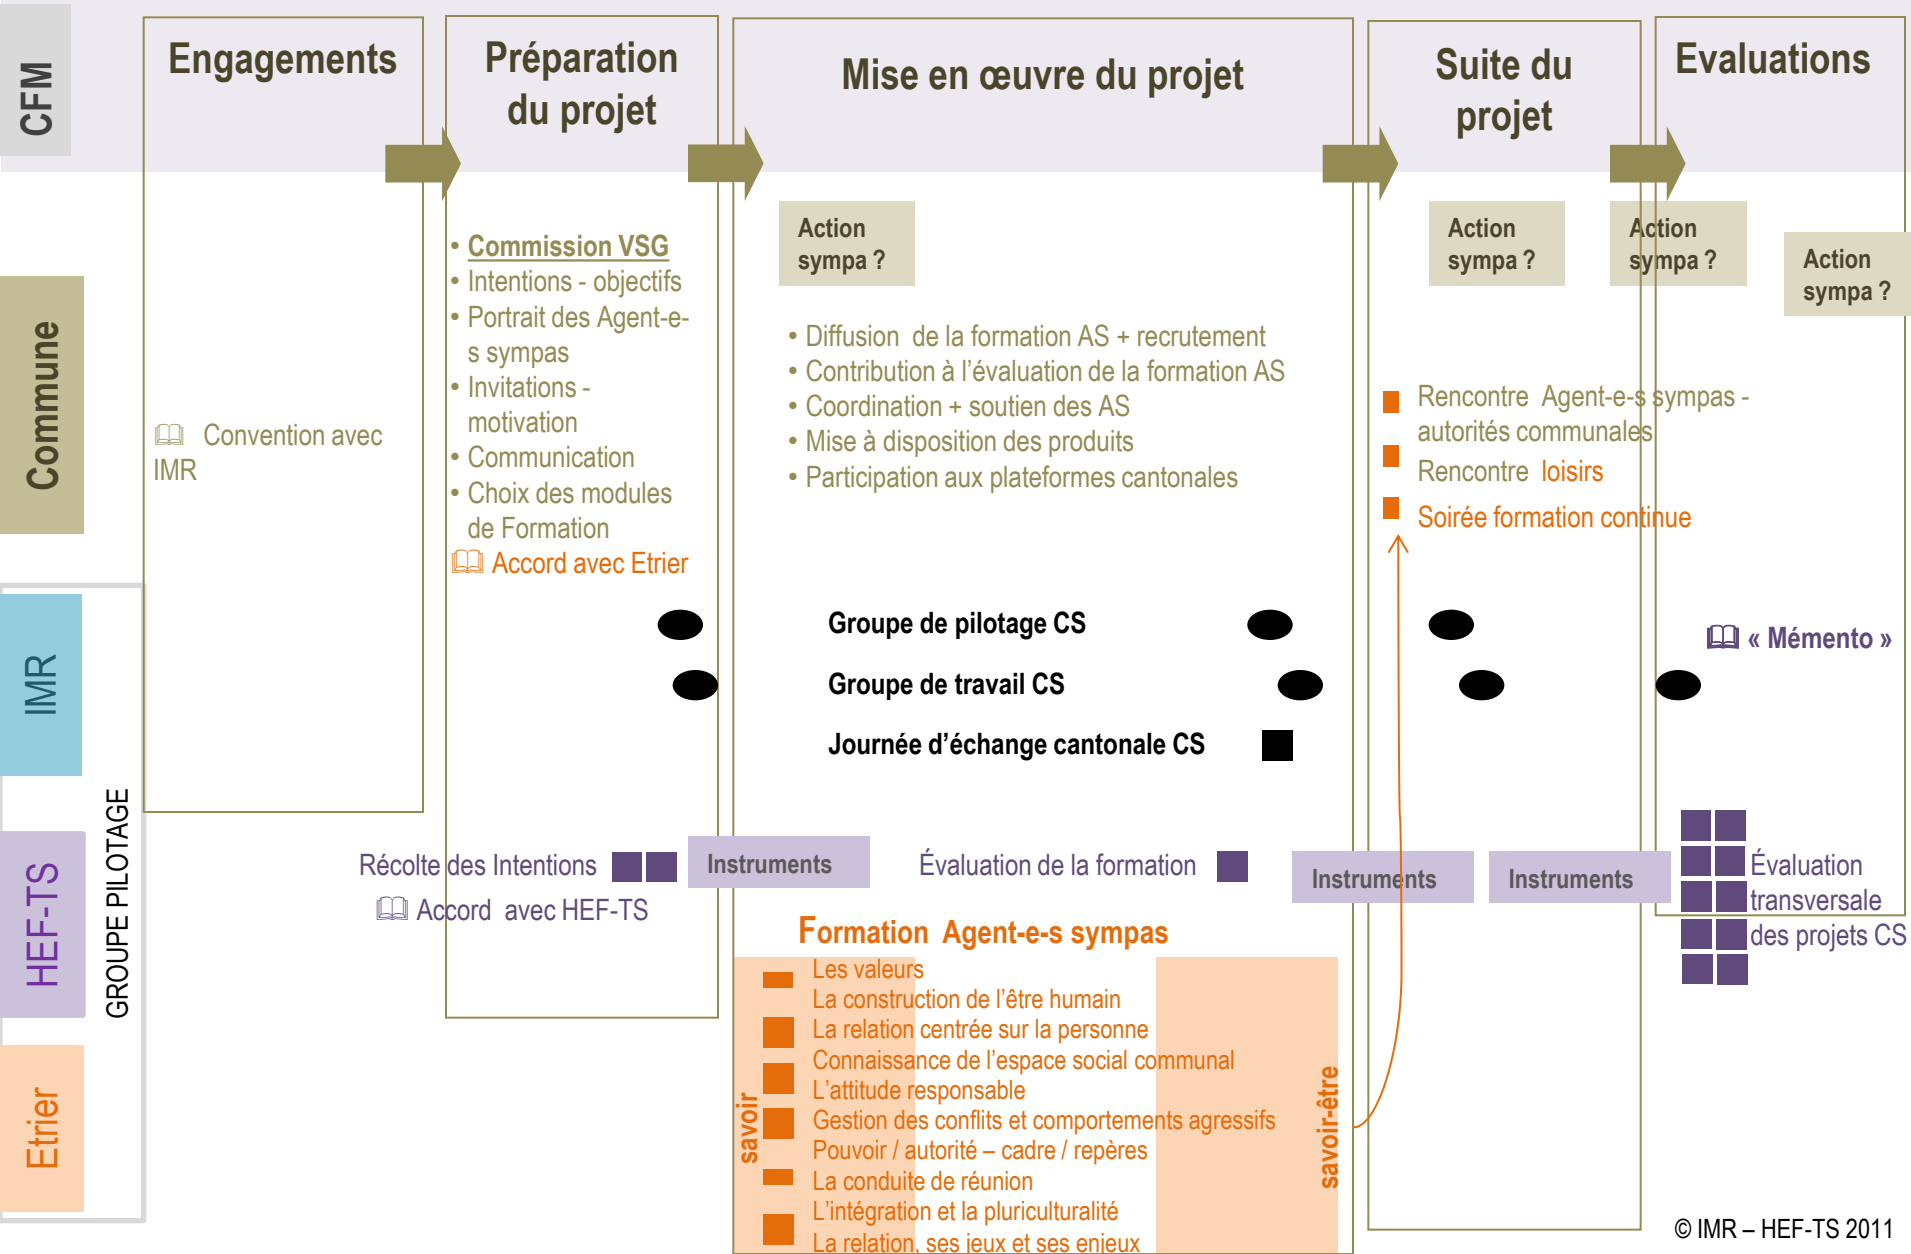 CFM
Engagements
Préparation
du projet
Mise en œuvre du projet
Suite du
projet
Evaluations
Commune
Convention avec
IMR
• Commission VSG
• Intentions - objectifs
• Portrait des Agent-e-
s sympas
• Invitations -
motivation
• Communication
• Choix des modules
de Formation
Accord avec Etrier
Action
sympa ?
• Diffusion de la formation AS + recrutement
• Contribution à l’évaluation de la formation AS
• Coordination + soutien des AS
• Mise à disposition des produits
• Participation aux plateformes cantonales
Action
sympa ?
Action
sympa ?
Action
sympa ?
Rencontre Agent-e-s sympas -
autorités communales
Rencontre loisirs
Soirée formation continue
GROUPE PILOTAGE
IMR
Groupe de pilotage CS
Groupe de travail CS
Journée d’échange cantonale CS
« Mémento »
HEF-TS
Récolte des Intentions
Accord avec HEF-TS
Instruments
Évaluation de la formation
Instruments
Instruments
Évaluation
transversale
des projets CS
Etrier
Formation Agent-e-s sympas
savoir
Les valeurs
La construction de l’être humain
La relation centrée sur la personne
Connaissance de l’espace social communal
L’attitude responsable
Gestion des conflits et comportements agressifs
Pouvoir / autorité – cadre / repères
La conduite de réunion
L’intégration et la pluriculturalité
La relation, ses jeux et ses enjeux
savoir-être
© IMR – HEF-TS 2011